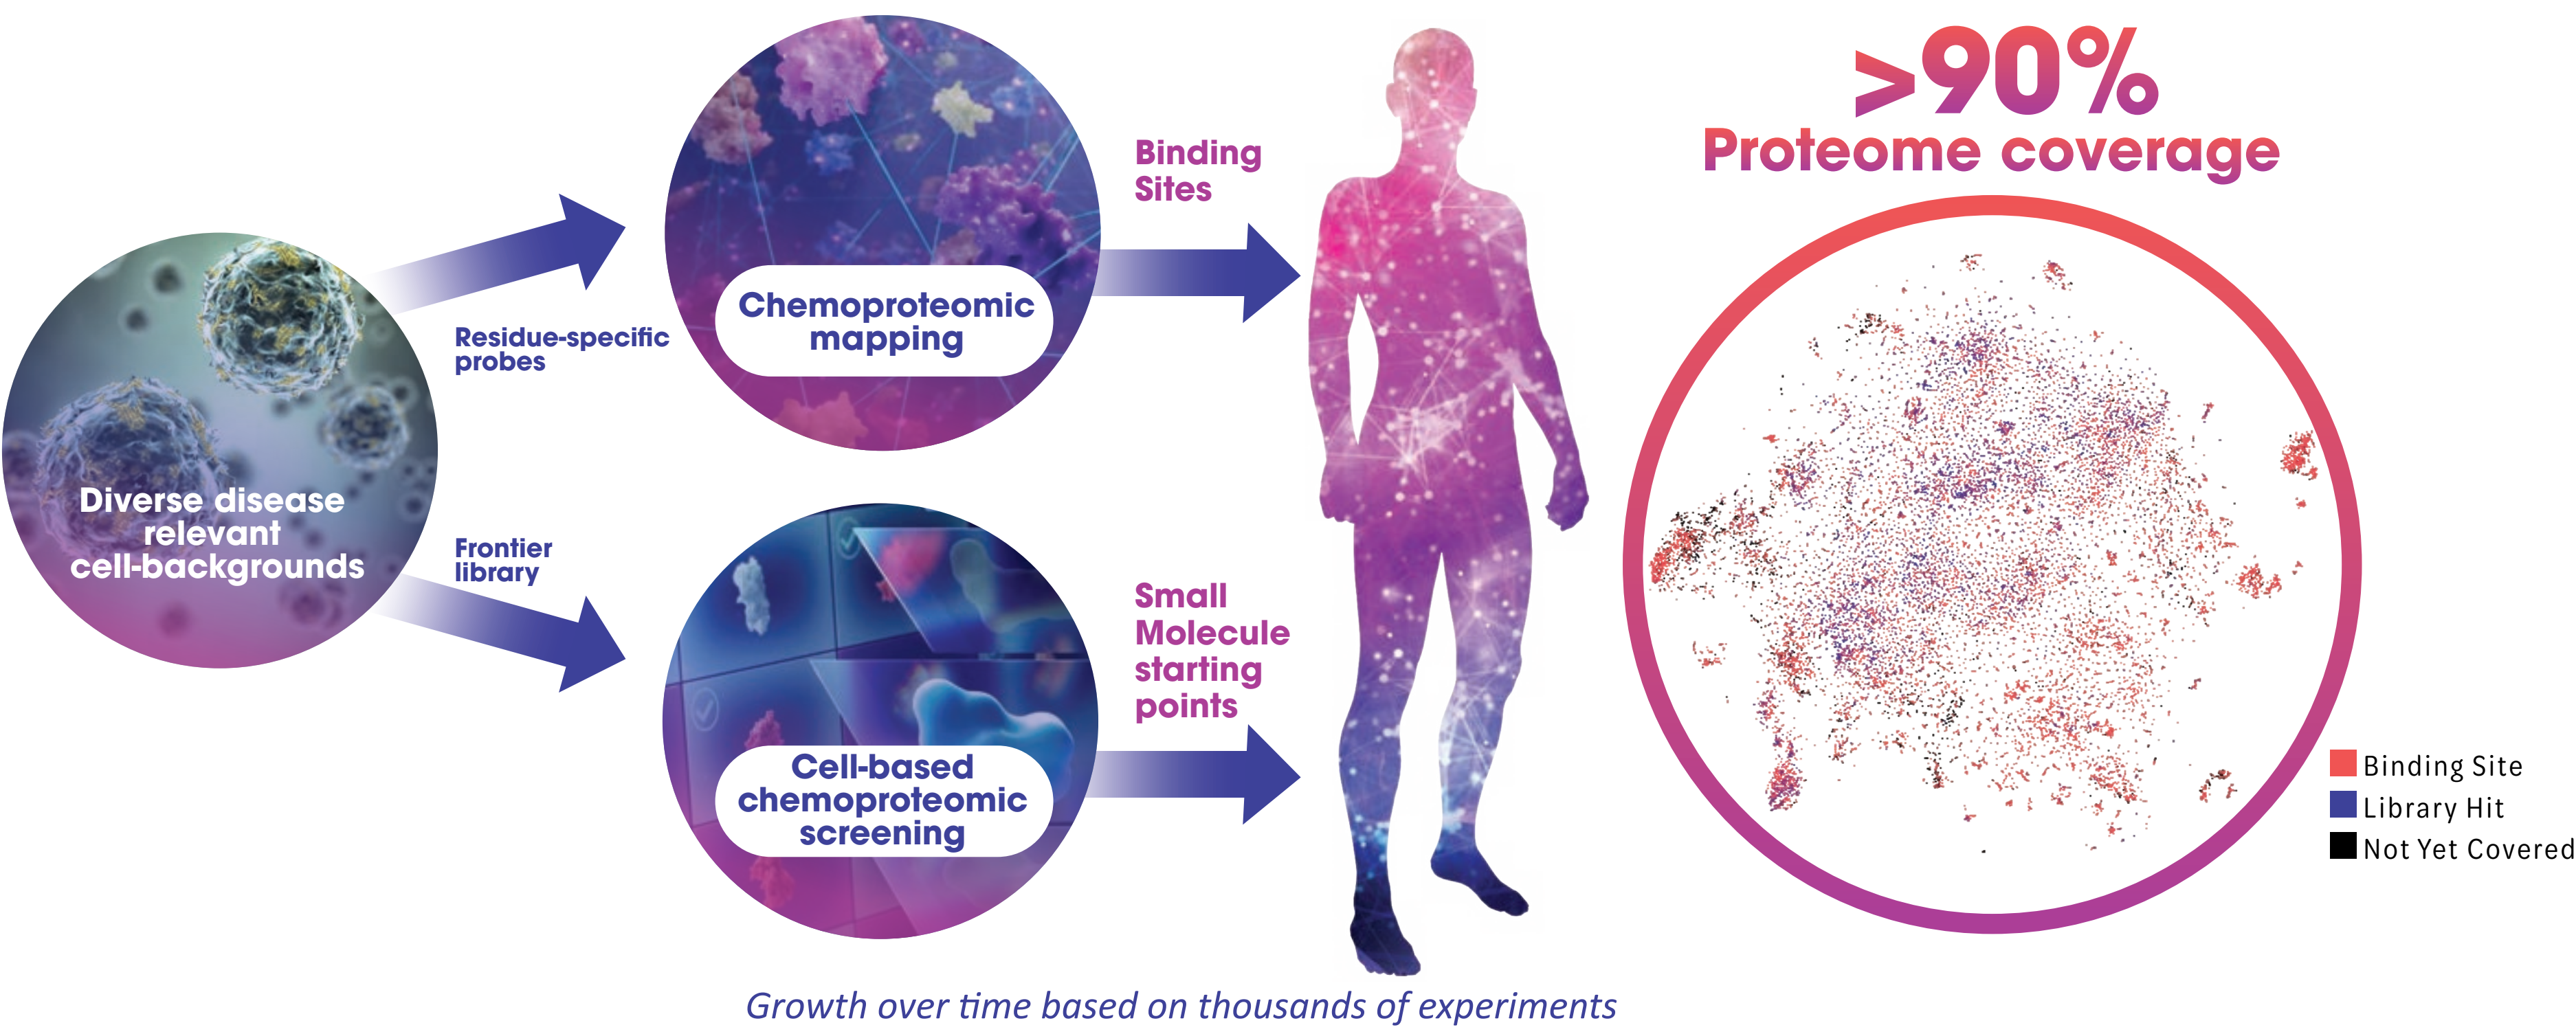 Diverse disease
relevant
cell-backgrounds
Residue-specific
probes
Frontier
library
Chemoproteomic
mapping
Cell-based
chemoproteomic
screening
Binding
Sites
Small
Molecule
starting
points
>90%
Proteome coverage
Binding Site
Library Hit
Not Yet Covered
Growth over time based on thousands of experiments